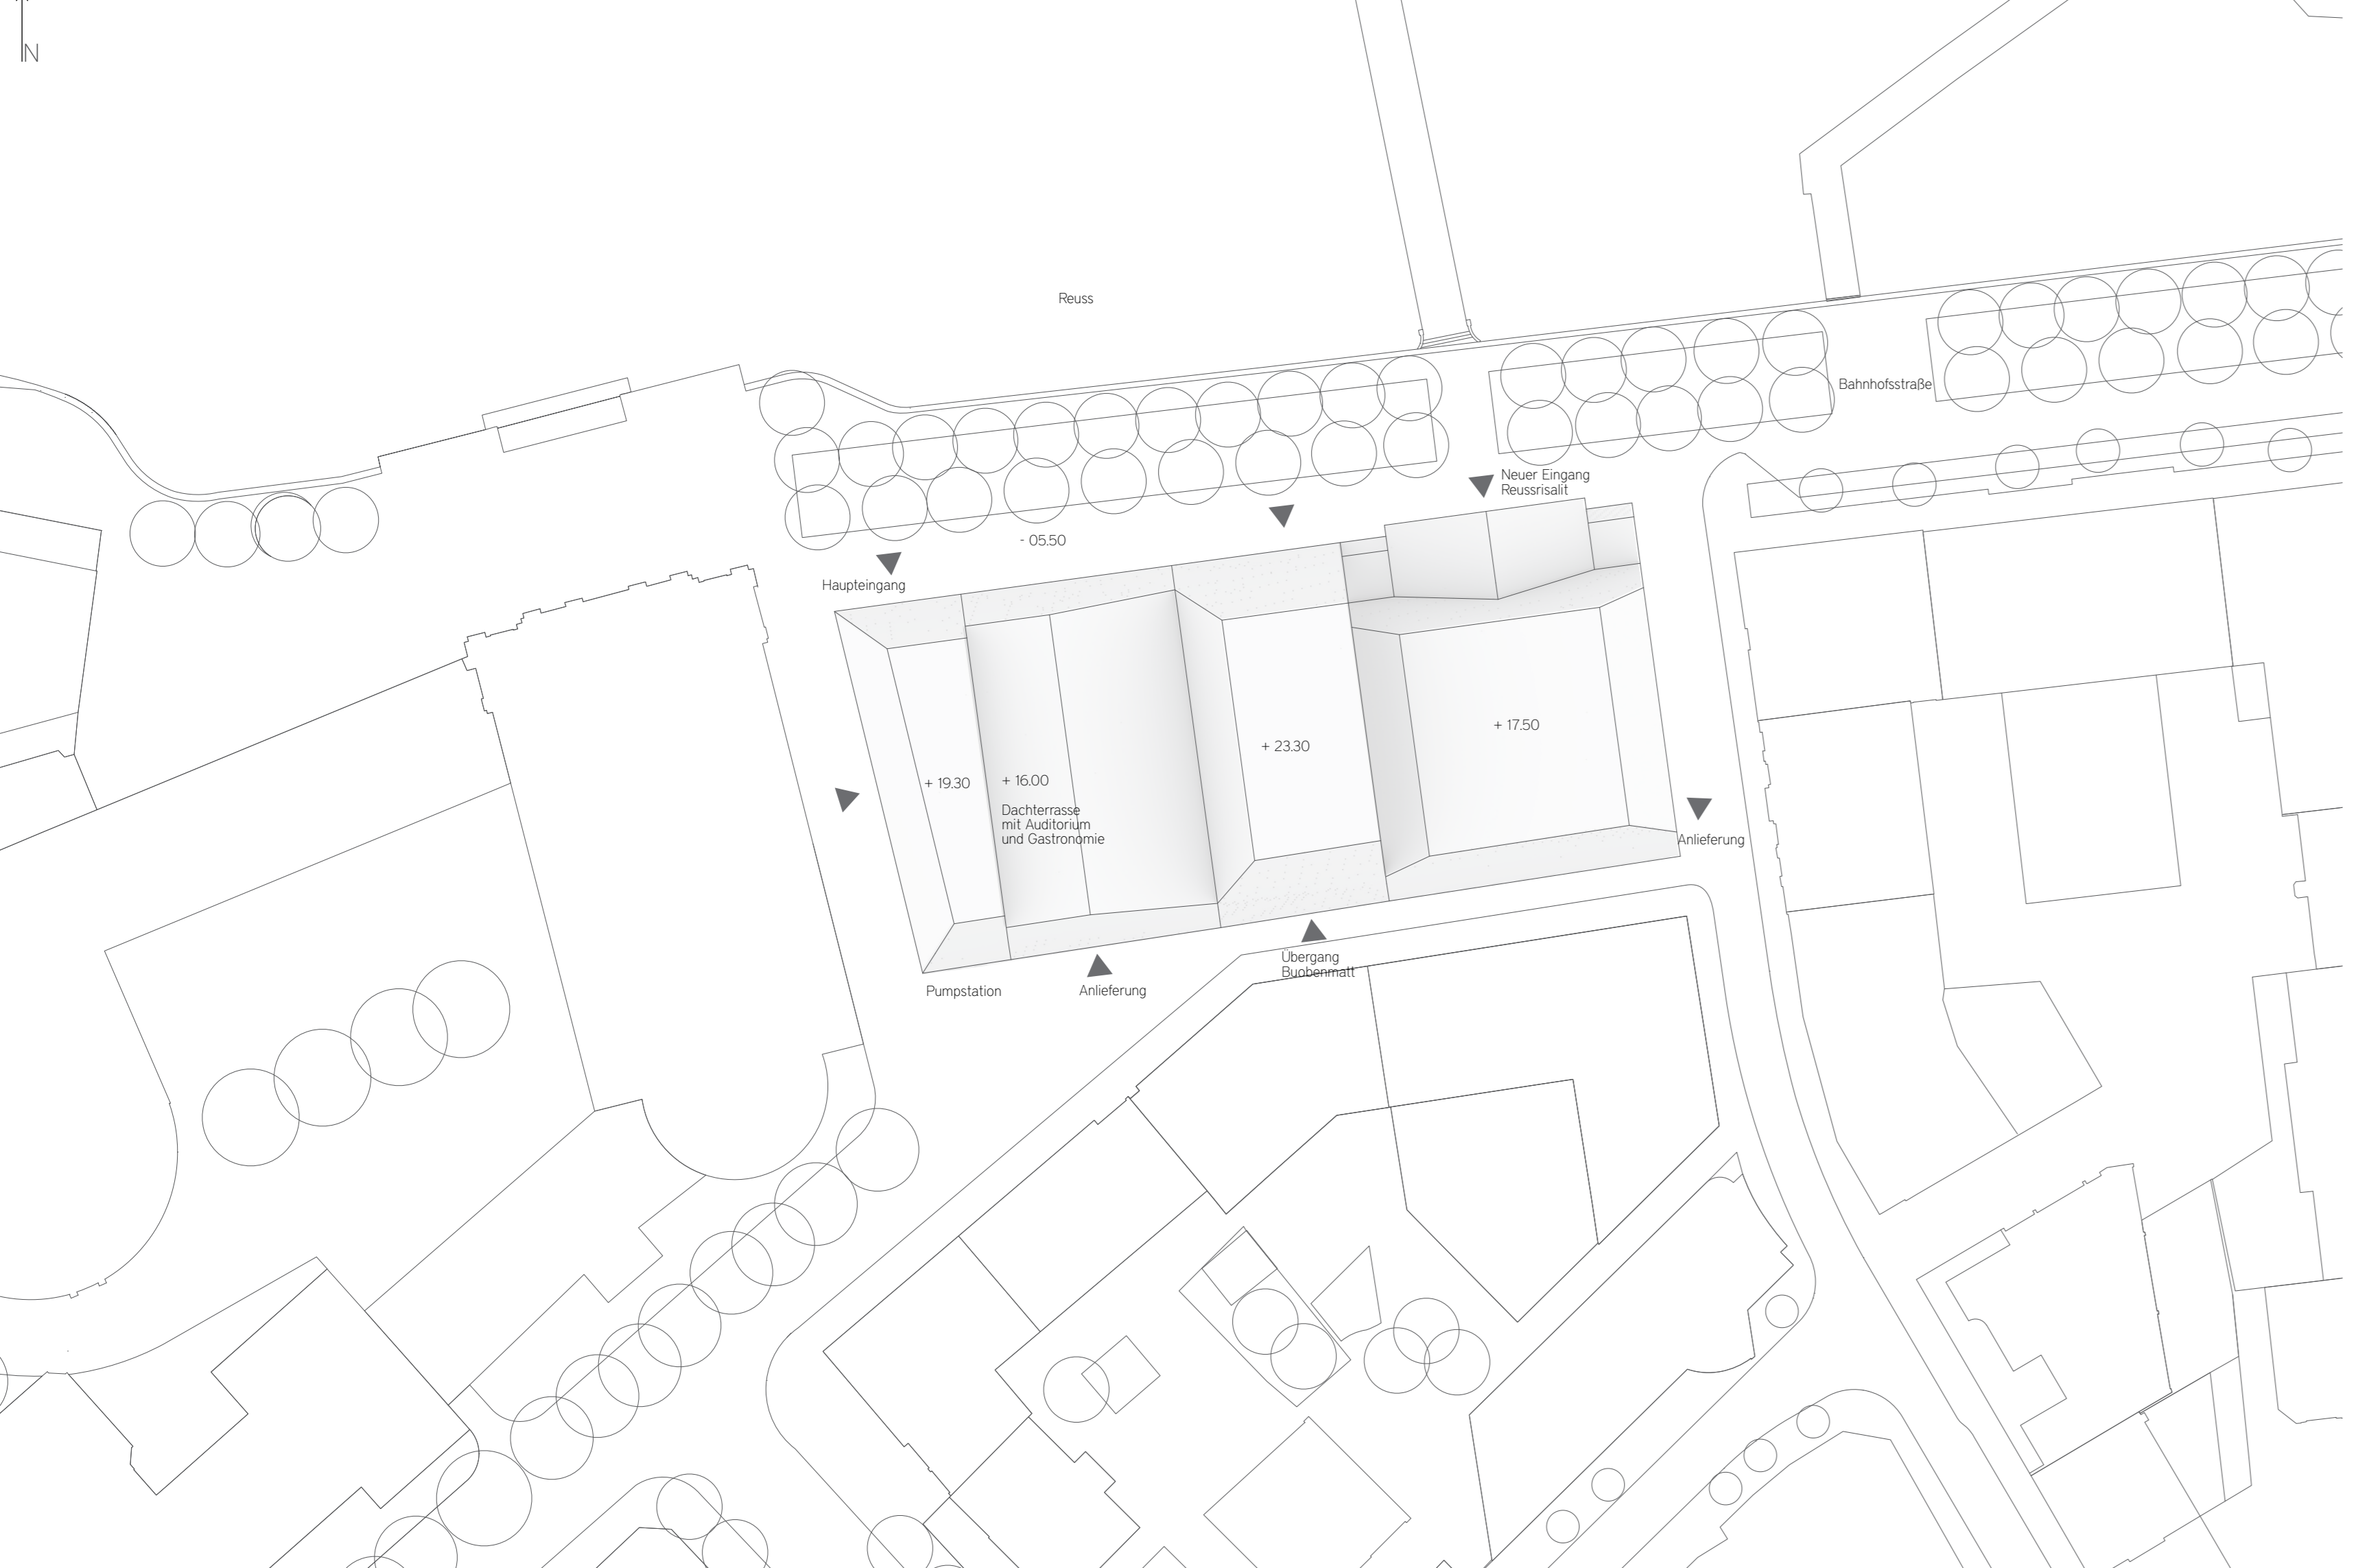 N
Reuss
Bahnhofsstraße
Neuer Eingang
Reussrisalit
- 05.50
Haupteingang
+ 17.50
+ 23.30
+ 19.30
+ 16.00
Dachterrasse
mit Auditorium
und Gastronomie
Anlieferung
Übergang
Buobenmatt
Pumpstation
Anlieferung